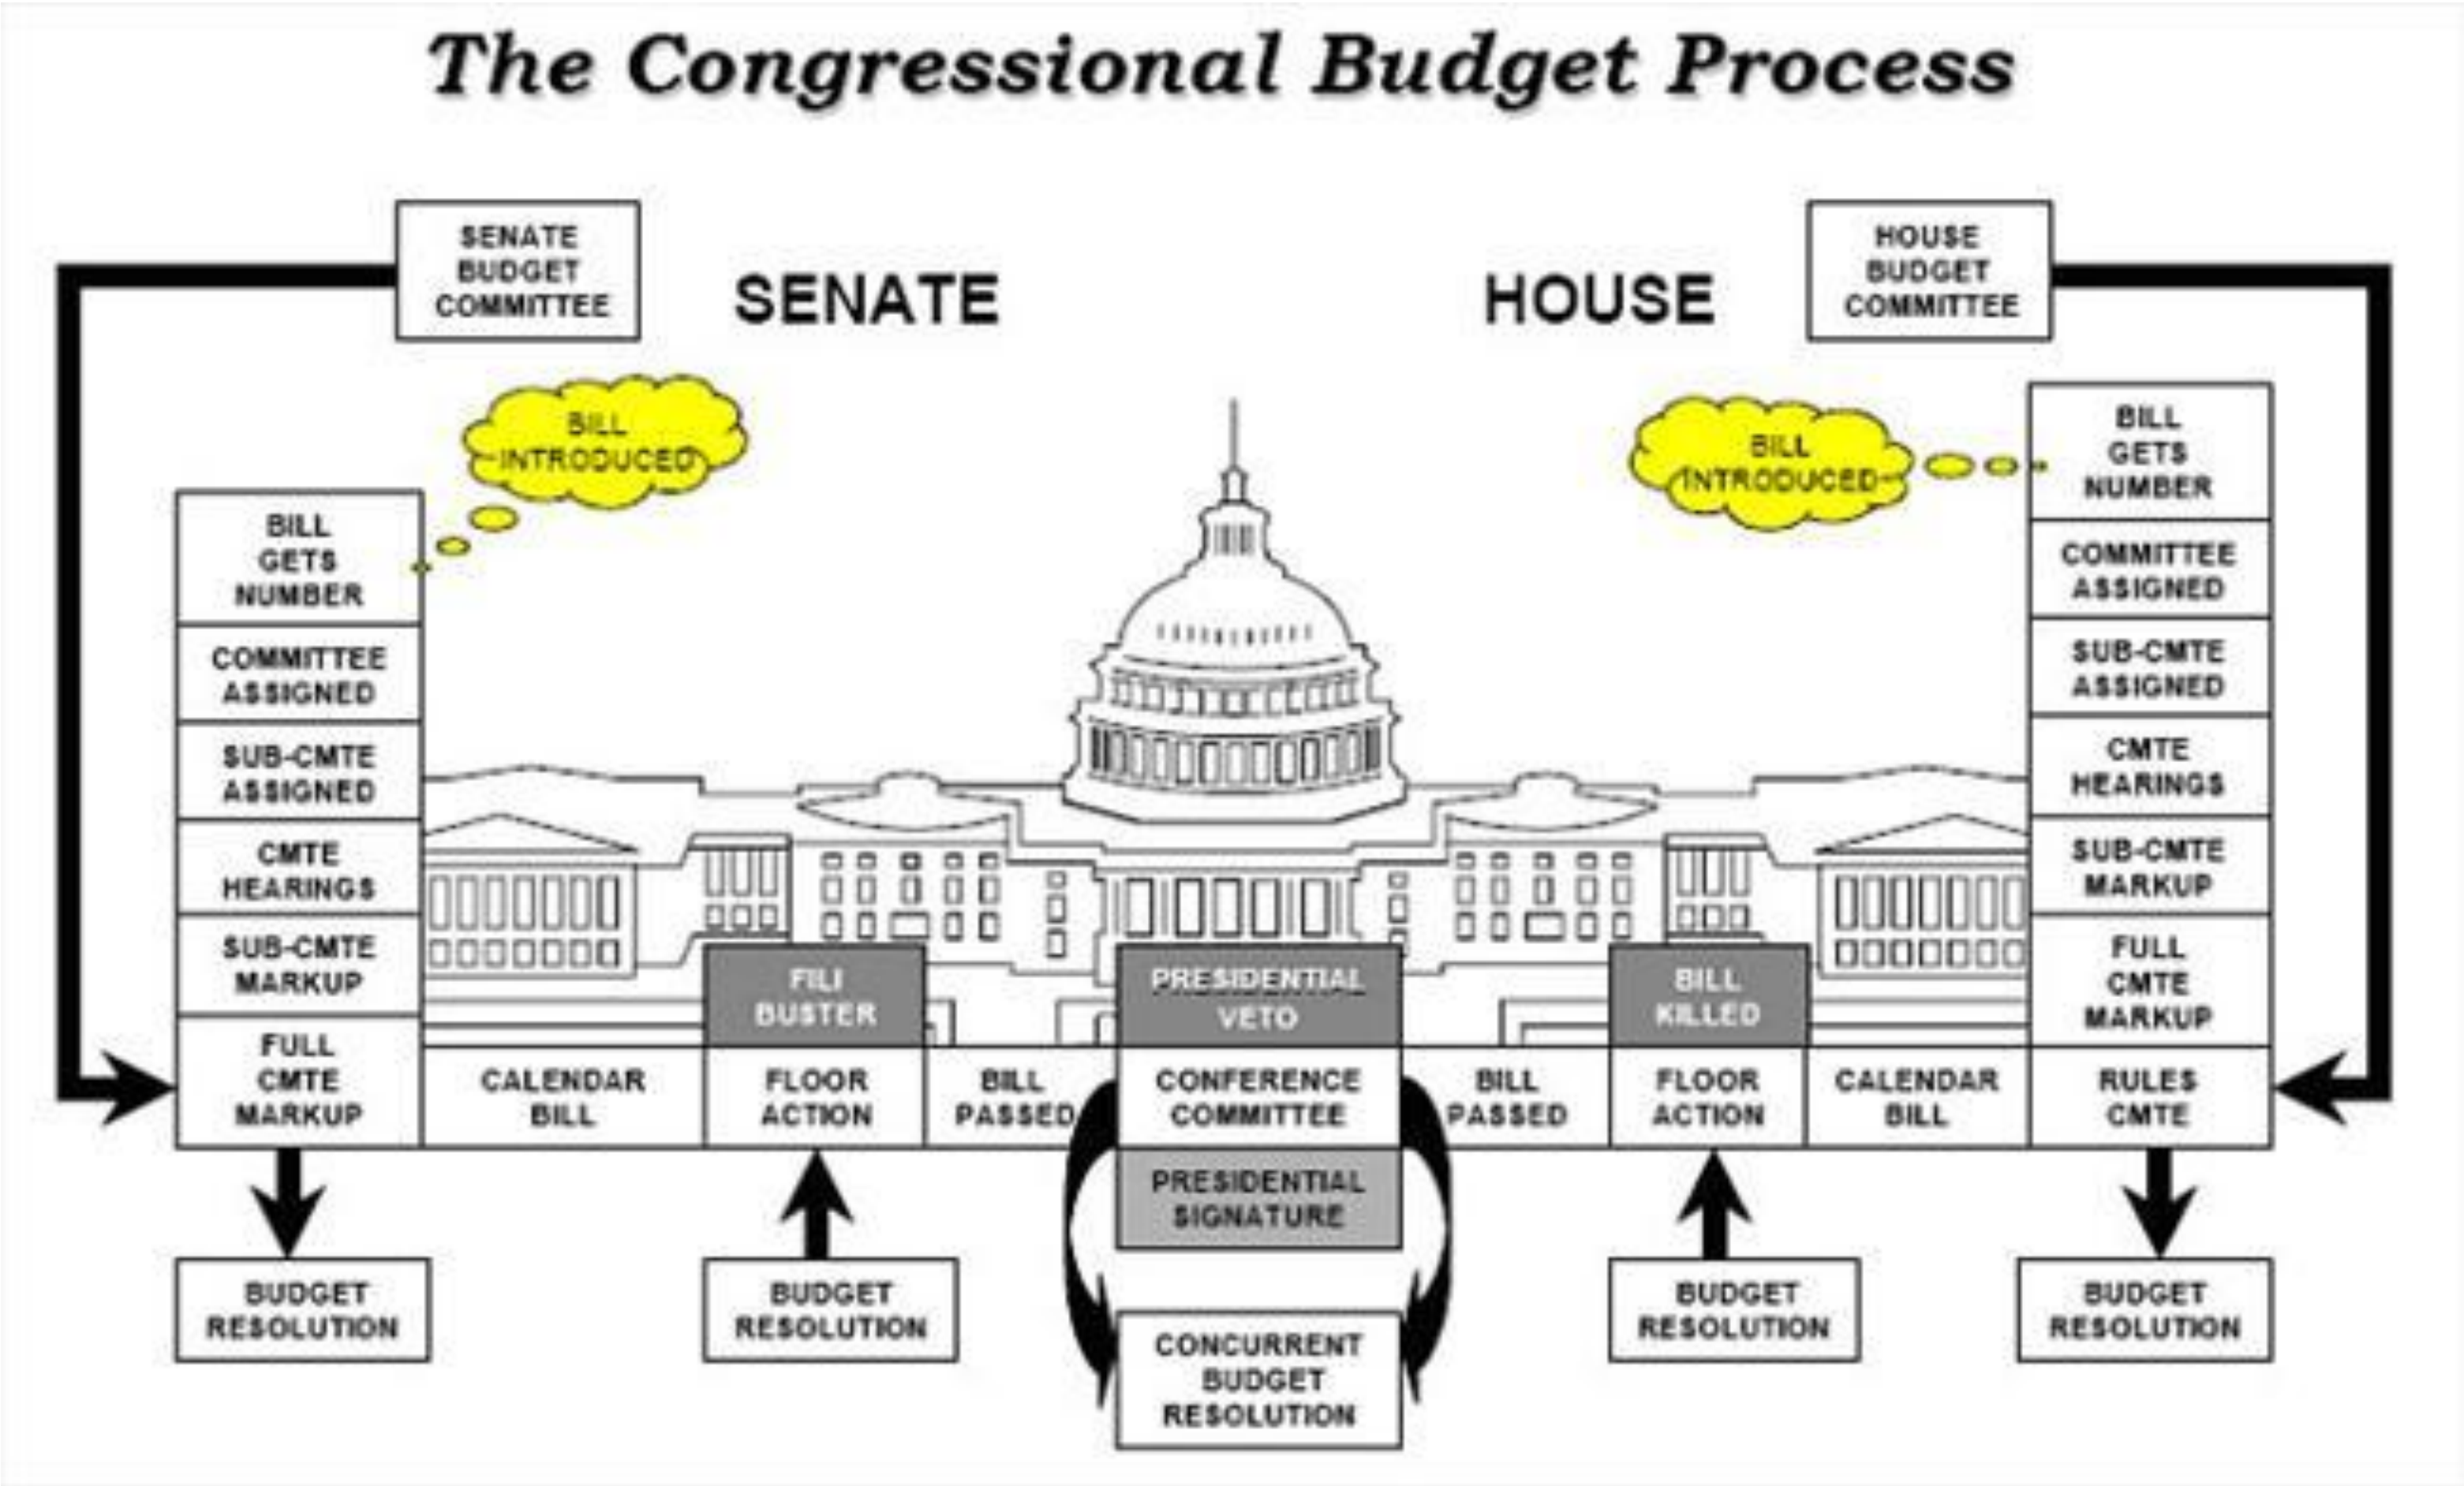 The Congressional Budget Process
SENATE
BUDGET
COMMITTEE
SENATE
HOUSE
HOUSE
BUDGET
COMMITTEE
BILL
INTRODUCED
BILL
INTRODUCED
BILL
GETS
NUMBER
COMMITTEE
ASSIGNED
SUB-CMTE
ASSIGNED
CMTE
HEARINGS
SUB-CMTE
MARKUP
FULL
CMTE
MARKUP
BILL
GETS
NUMBER
COMMITTEE
ASSIGNED
SUB-CMTE
ASSIGNED
CMTE
HEARINGS
SUB-CMTE
MARKUP
FULL
CMTE
MARKUP
RULES
CMTE
FILI
BUSTER
PRESIDENTIAL
VETO
BILL
KILLED
CALENDAR
BILL
FLOOR
ACTION
BILL
PASSED
CONFERENCE
COMMITTEE
BILL
PASSED
FLOOR
ACTION
CALENDAR
BILL
PRESIDENTIAL
SIGNATURE
BUDGET
RESOLUTION
BUDGET
RESOLUTION
CONCURRENT
BUDGET
RESOLUTION
BUDGET
RESOLUTION
BUDGET
RESOLUTION